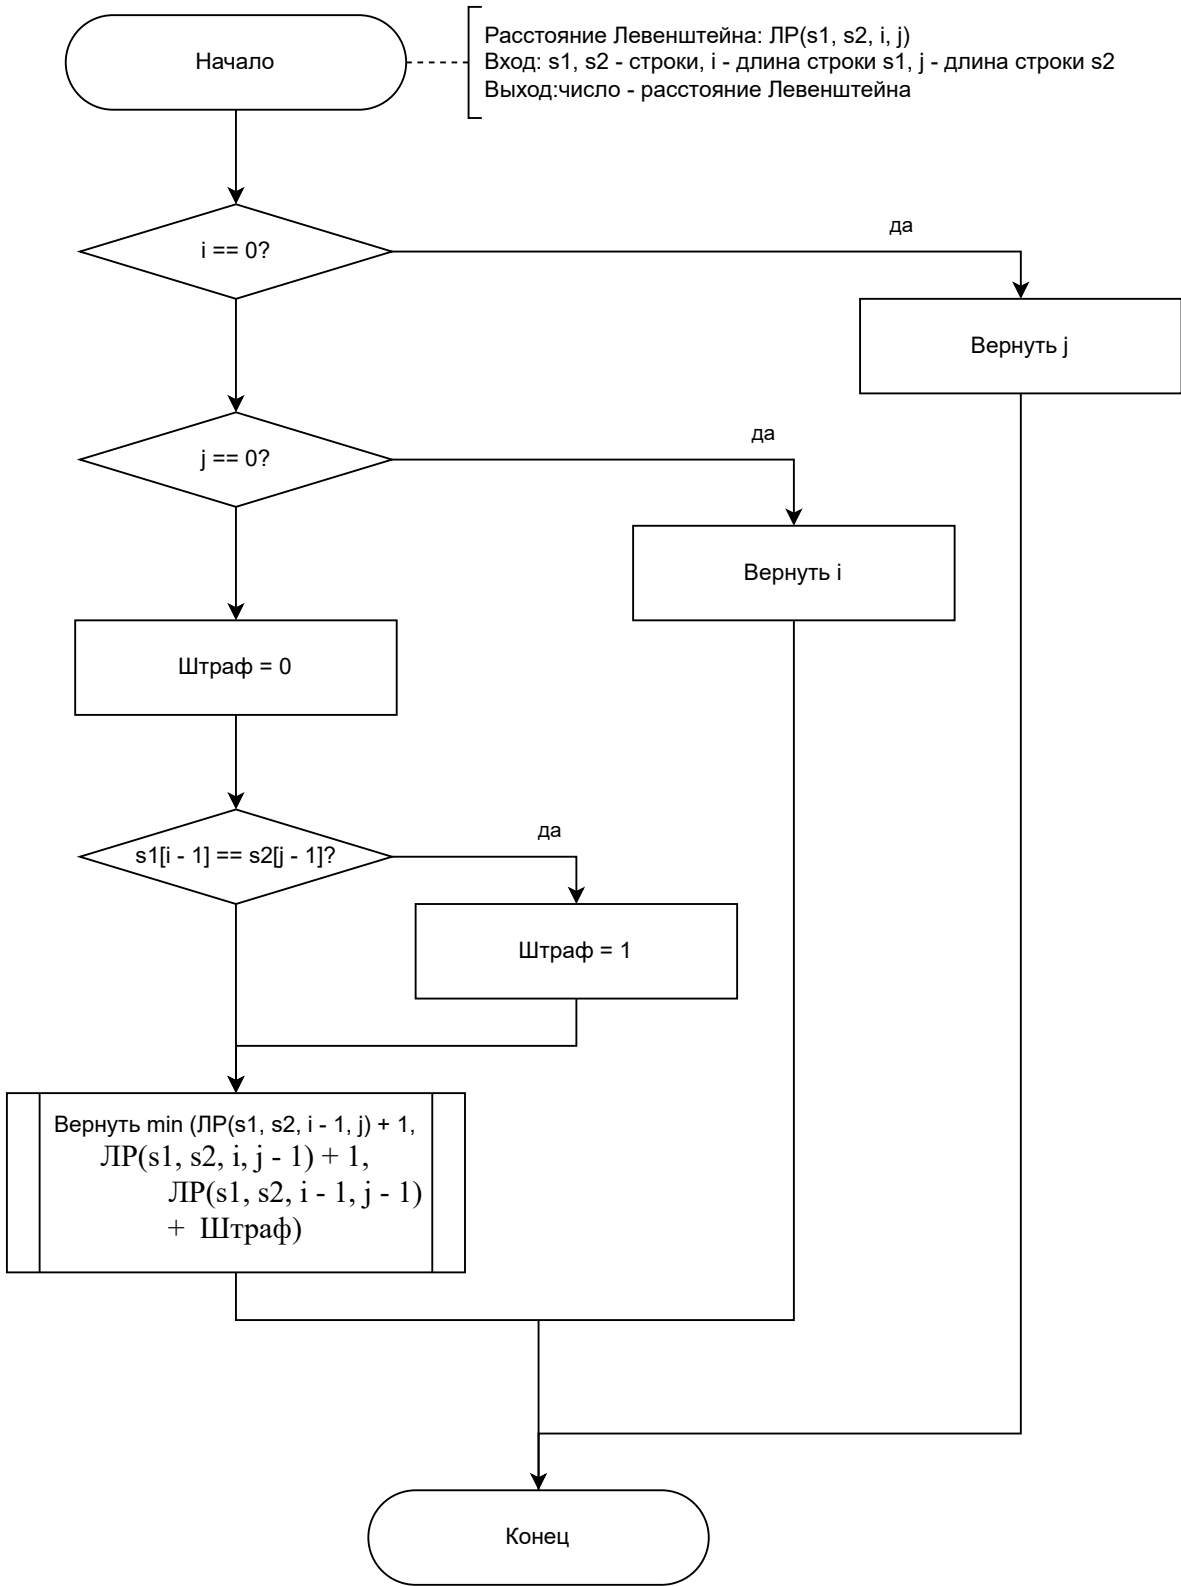 Начало
Расстояние Левенштейна: ЛР(s1, s2, i, j)
Вход: s1, s2 - строки, i - длина строки s1, j - длина строки s2
Выход:число - расстояние Левенштейна
i == 0?
да
Вернуть j
j == 0?
да
Вернуть i
Штраф = 0
s1[i - 1] == s2[j - 1]?
да
Штраф = 1
Вернуть min (ЛР(s1, s2, i - 1, j) + 1,
ЛР(s1, s2, i, j - 1) + 1,
ЛР(s1, s2, i - 1, j - 1)
+ Штраф)
Конец